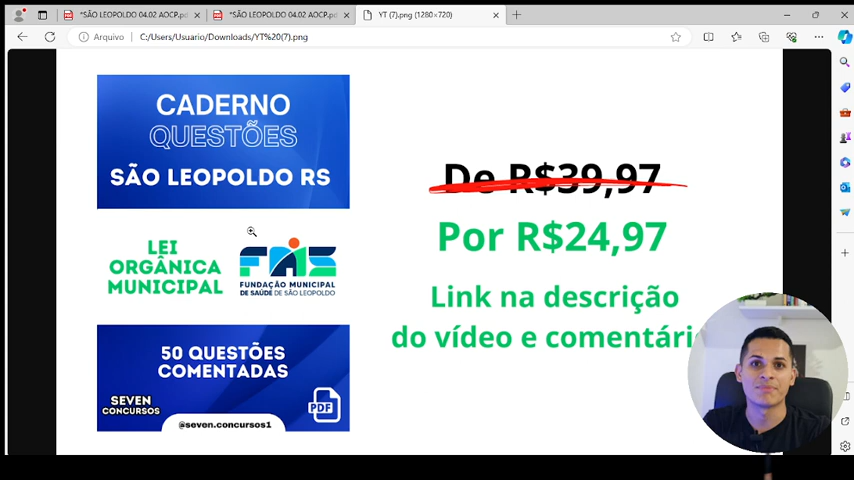 *SÃO LEOPOLDO 04.02 AOCP.pd
*SÃO LEOPOLDO 04.02 AOCP.pd
YT (7).png (1280×720)
Arquivo
C:/Users/Usuario/Downloads/YT%20(7).png
CADERNO
QUESTÕES
SÃO LEOPOLDO RS
LEI
ORGÂNICA
MUNICIPAL
FMS
FUNDAÇÃO MUNICIPAL
DE SAÚDE DE SÃO LEOPOLDO
50 QUESTÕES
COMENTADAS
SEVEN
CONCURSOS
PDF
@seven.concursos1
De R$39,97
Por R$24,97
Link na descrição
do vídeo e comentári